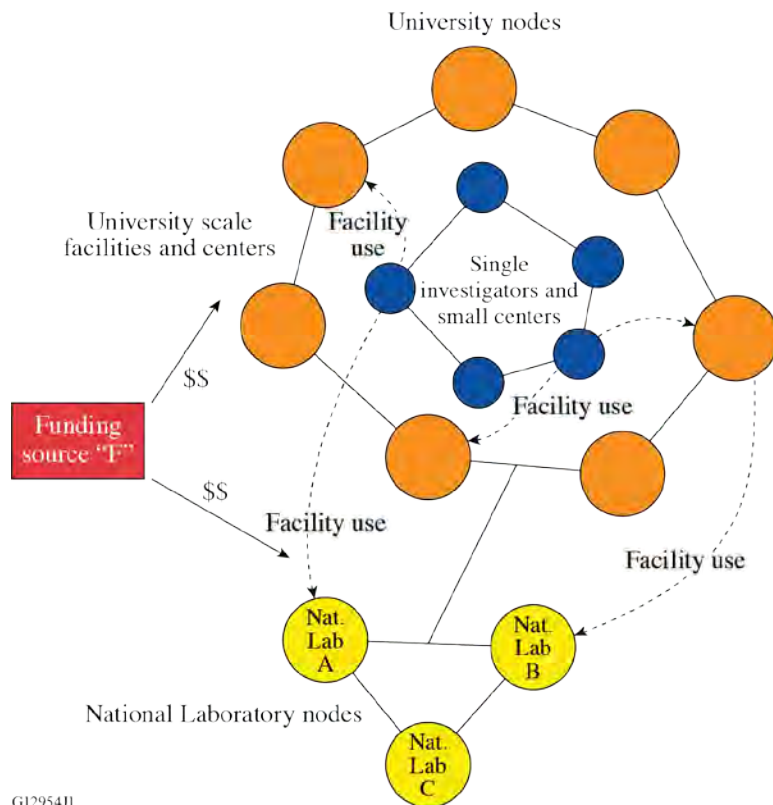 University nodes
University scale
facilities and centers
Facility
use
Single
investigators and
small centers
$$
Facility use
Funding
source "F"
$$
Facility use
Facility use
Nat.
Lab
A
Nat.
Lab
B
National Laboratory nodes
Nat.
Lab
C
G12954J1